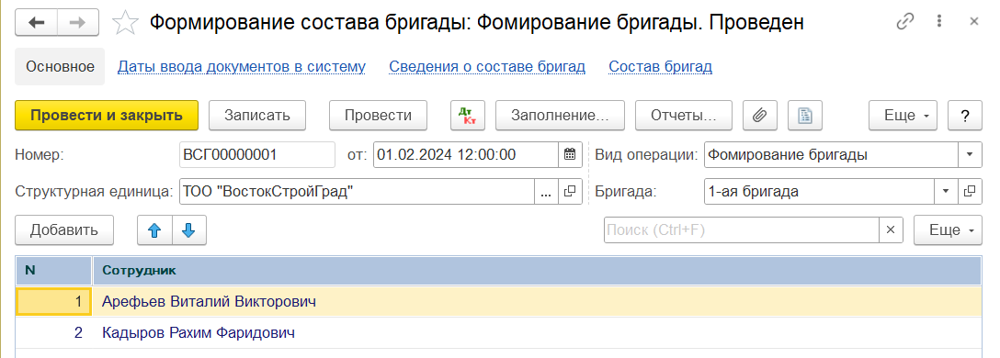 Формирование состава бригады: Фомирование бригады. Проведен
Основное Даты ввода документов в систему Сведения о составе бригад Состав бригад
Провести и закрыть Записать Провести Дт Кт Заполнение... Отчеты... Еще ?
Номер: ВСГ00000001 от: 01.02.2024 12:00:00 Вид операции: Фомирование бригады
Структурная единица: ТОО "ВостокСтройГрад" ... Бригада: 1-ая бригада
Добавить Поиск (Ctrl+F) × Еще
N Сотрудник
1 Арефьев Виталий Викторович
2 Кадыров Рахим Фаридович